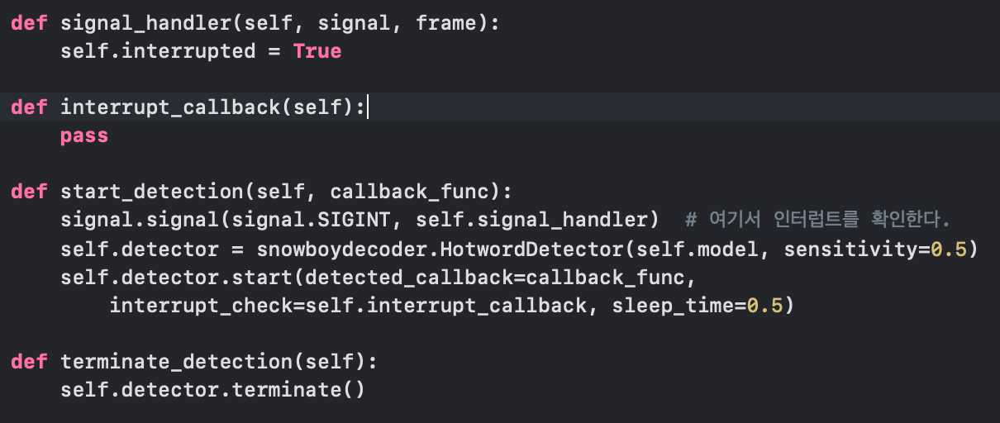 def signal_handler(self, signal, frame):
    self.interrupted = True

def interrupt_callback(self):
    pass

def start_detection(self, callback_func):
    signal.signal(signal.SIGINT, self.signal_handler)  # 여기서 인터럽트를 확인한다.
    self.detector = snowboydecoder.HotwordDetector(self.model, sensitivity=0.5)
    self.detector.start(detected_callback=callback_func,
        interrupt_check=self.interrupt_callback, sleep_time=0.5)

def terminate_detection(self):
    self.detector.terminate()